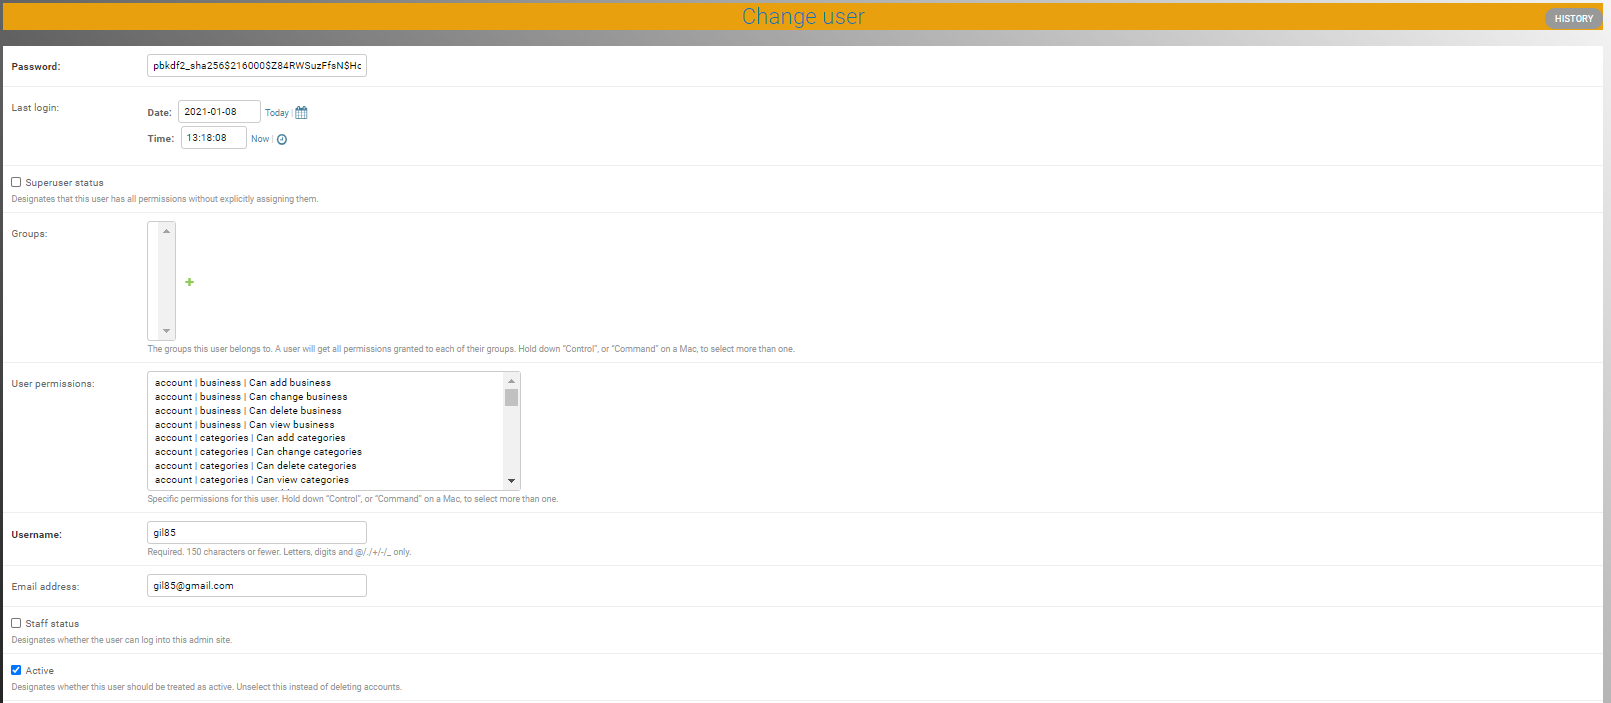 Change user
HISTORY
Password: pbkdf2_sha256$216000$Z84RWSuzFfsN$Hc
Last login:
Date: 2021-01-08 Today |
Time: 13:18:08 Now |
Superuser status
Designates that this user has all permissions without explicitly assigning them.
Groups:
The groups this user belongs to. A user will get all permissions granted to each of their groups. Hold down “Control”, or “Command” on a Mac, to select more than one.
User permissions:
account | business | Can add business
account | business | Can change business
account | business | Can delete business
account | business | Can view business
account | categories | Can add categories
account | categories | Can change categories
account | categories | Can delete categories
account | categories | Can view categories
Specific permissions for this user. Hold down “Control”, or “Command” on a Mac, to select more than one.
Username: gil85
Required. 150 characters or fewer. Letters, digits and @/./+/-/_ only.
Email address: gil85@gmail.com
Staff status
Designates whether the user can log into this admin site.
Active
Designates whether this user should be treated as active. Unselect this instead of deleting accounts.